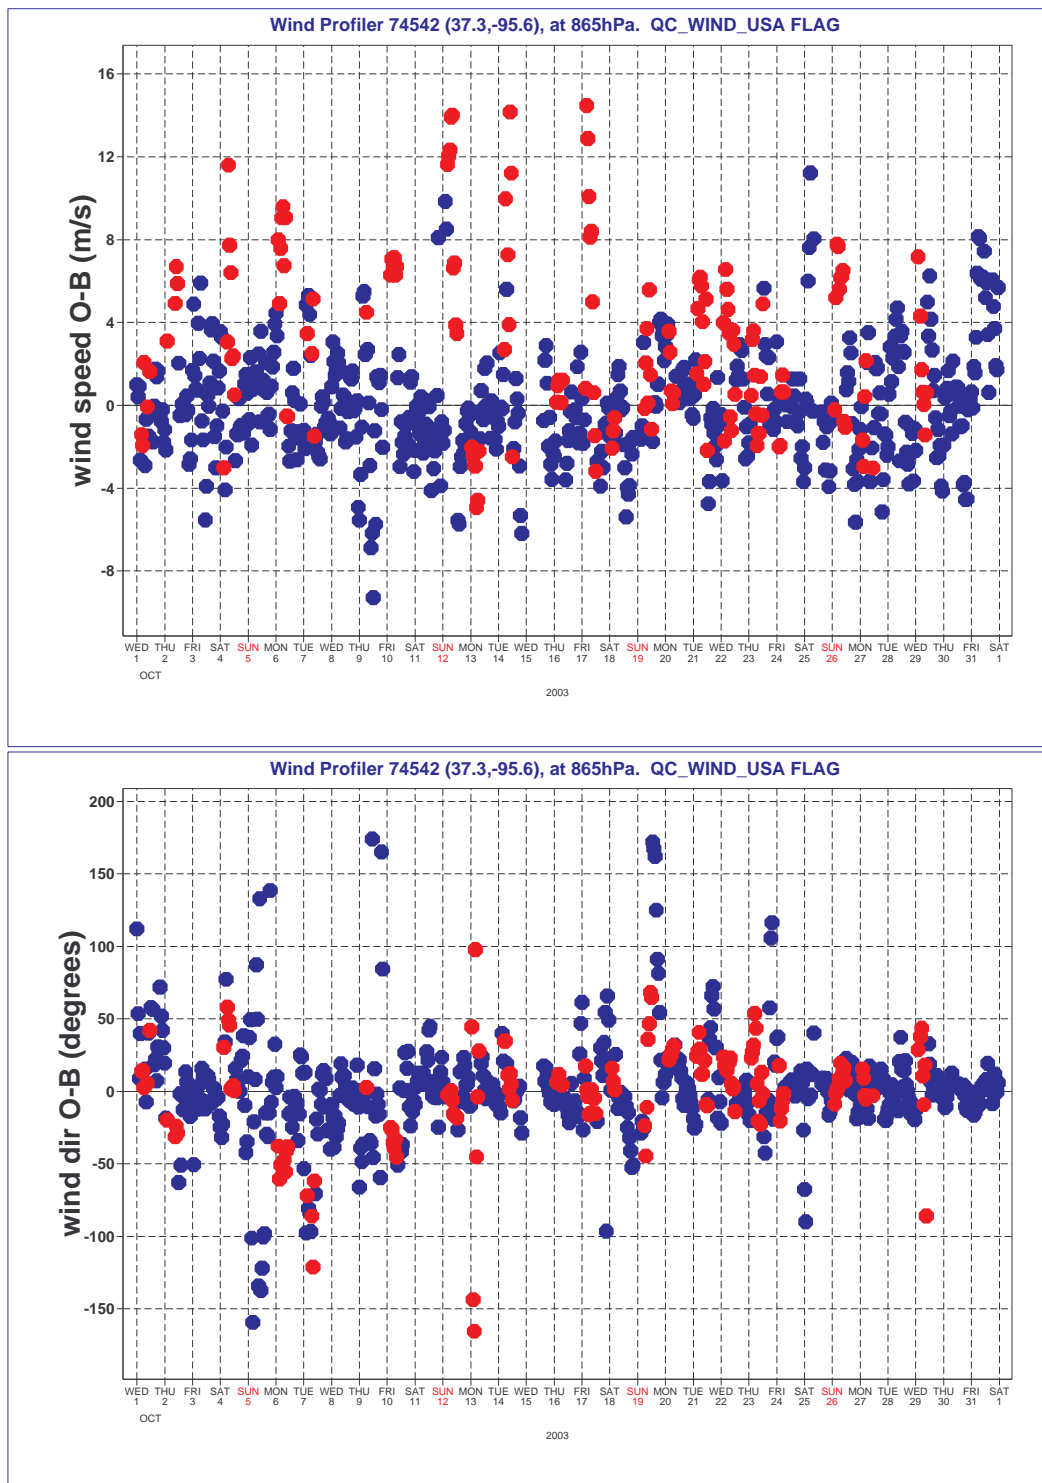 Wind Profiler 74542 (37.3,-95.6), at 865hPa.  QC_WIND_USA FLAG
wind speed O-B (m/s)
16
12
8
4
0
-4
-8
WED THU FRI SAT SUN MON TUE WED THU FRI SAT SUN MON TUE WED THU FRI SAT SUN MON TUE WED THU FRI SAT SUN MON TUE WED THU FRI SAT
1 2 3 4 5 6 7 8 9 10 11 12 13 14 15 16 17 18 19 20 21 22 23 24 25 26 27 28 29 30 31 1
OCT
2003
Wind Profiler 74542 (37.3,-95.6), at 865hPa.  QC_WIND_USA FLAG
wind dir O-B (degrees)
200
150
100
50
0
-50
-100
-150
WED THU FRI SAT SUN MON TUE WED THU FRI SAT SUN MON TUE WED THU FRI SAT SUN MON TUE WED THU FRI SAT SUN MON TUE WED THU FRI SAT
1 2 3 4 5 6 7 8 9 10 11 12 13 14 15 16 17 18 19 20 21 22 23 24 25 26 27 28 29 30 31 1
OCT
2003